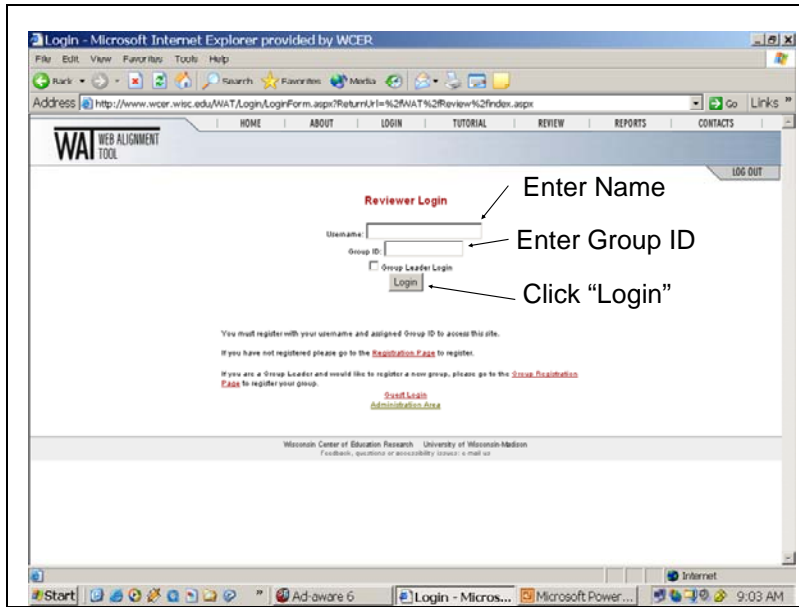 Login - Microsoft Internet Explorer provided by WCER
File Edit View Favorites Tools Help
Back Search Favorites Media
Address http://www.wcer.wisc.edu/WAT/Login/LoginForm.aspx?ReturnUrl=%2fWAT%2fReview%2findex.aspx Go Links »
HOME | ABOUT | LOGIN | TUTORIAL | REVIEW | REPORTS | CONTACTS
WAT WEB ALIGNMENT TOOL
LOG OUT
Reviewer Login
Enter Name
Username:
Group ID:
Enter Group ID
Group Leader Login
Login
Click “Login”
You must register with your username and assigned Group ID to access this site.
If you have not registered please go to the Registration Page to register.
If you are a Group Leader and would like to register a new group, please go to the Group Registration
Page to register your group.
Guest Login
Administration Area
Wisconsin Center of Education Research University of Wisconsin-Madison
Feedback, questions or accessibility issues: e-mail us
Internet
Start » Ad-aware 6 Login - Micros... Microsoft Power... 9:03 AM